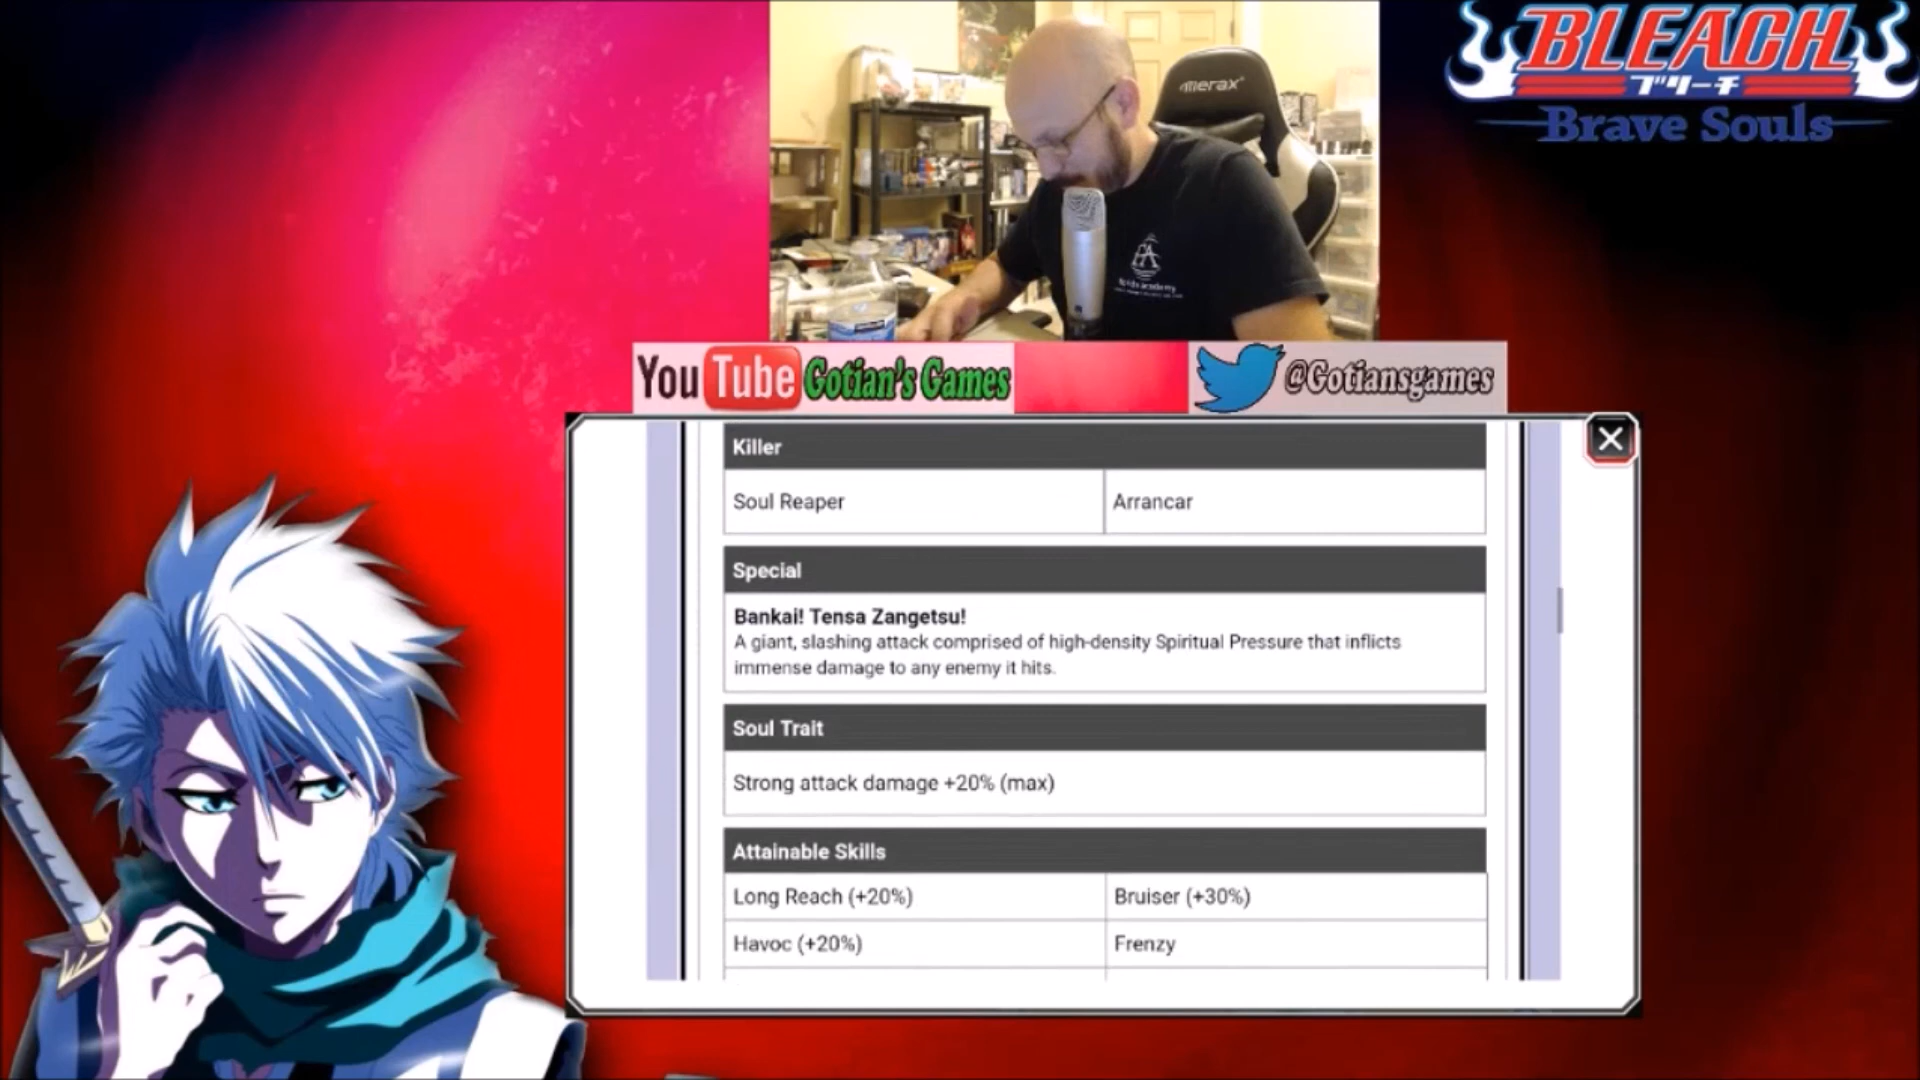 BLEACH
ブリーチ
Brave Souls
merax
YouTube Gotian's Games
@Gotiansgames
Killer
Soul Reaper
Arrancar
Special
Bankai! Tensa Zangetsu!
A giant, slashing attack comprised of high-density Spiritual Pressure that inflicts
immense damage to any enemy it hits.
Soul Trait
Strong attack damage +20% (max)
Attainable Skills
Long Reach (+20%)
Bruiser (+30%)
Havoc (+20%)
Frenzy